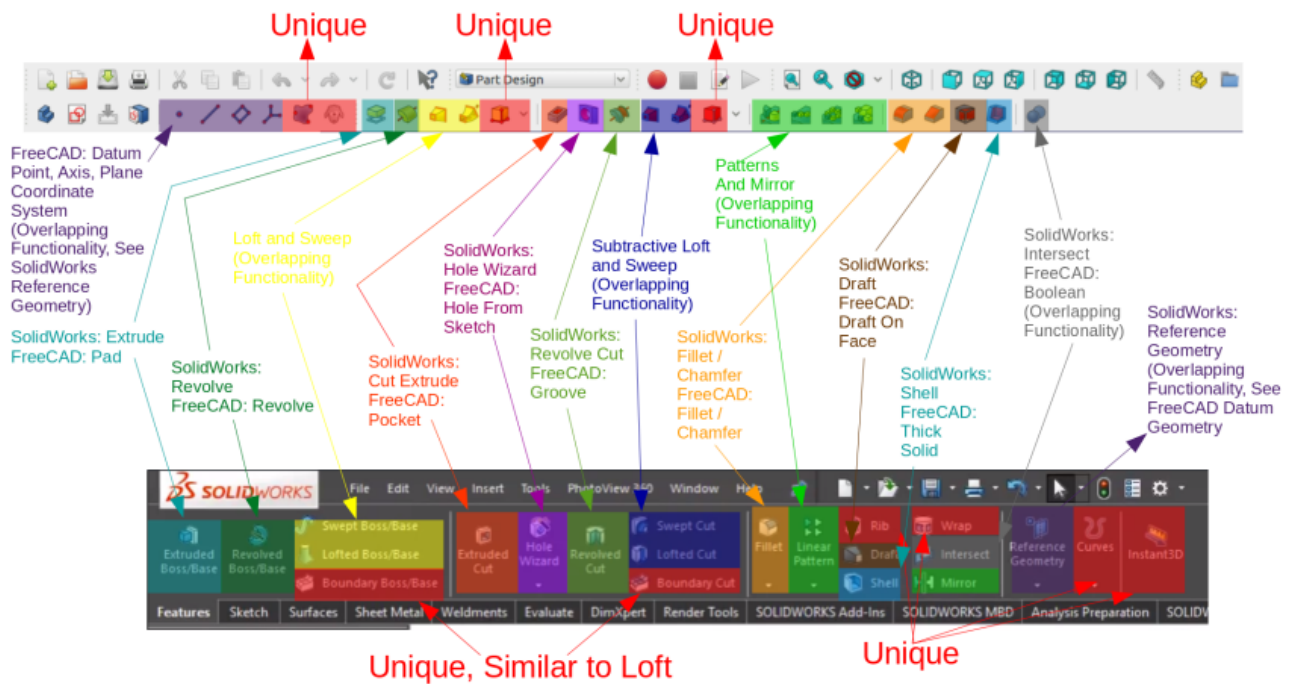 Unique
Unique
Unique
Part Design
FreeCAD: Datum
Point, Axis, Plane
Coordinate
System
(Overlapping
Functionality, See
SolidWorks
Reference
Geometry)
SolidWorks: Extrude
FreeCAD: Pad
SolidWorks:
Revolve
FreeCAD: Revolve
Loft and Sweep
(Overlapping
Functionality)
SolidWorks:
Cut Extrude
FreeCAD:
Pocket
SolidWorks:
Hole Wizard
FreeCAD:
Hole From
Sketch
SolidWorks:
Revolve Cut
FreeCAD:
Groove
Subtractive Loft
and Sweep
(Overlapping
Functionality)
SolidWorks:
Fillet /
Chamfer
FreeCAD:
Fillet /
Chamfer
Patterns
And Mirror
(Overlapping
Functionality)
SolidWorks:
Draft
FreeCAD:
Draft On
Face
SolidWorks:
Shell
FreeCAD:
Thick
Solid
SolidWorks:
Intersect
FreeCAD:
Boolean
(Overlapping
Functionality)
SolidWorks:
Reference
Geometry
(Overlapping
Functionality, See
FreeCAD Datum
Geometry
SOLIDWORKS File Edit View Insert Tools PhotoView 360 Window Help
Extruded
Boss/Base
Revolved
Boss/Base
Swept Boss/Base
Lofted Boss/Base
Boundary Boss/Base
Extruded
Cut
Hole
Wizard
Revolved
Cut
Swept Cut
Lofted Cut
Boundary Cut
Fillet
Linear
Pattern
Rib
Draft
Shell
Wrap
Intersect
Mirror
Reference
Geometry
Curves
Instant3D
Features Sketch Surfaces Sheet Metal Weldments Evaluate DimXpert Render Tools SOLIDWORKS Add-Ins SOLIDWORKS MBD Analysis Preparation
Unique, Similar to Loft
Unique